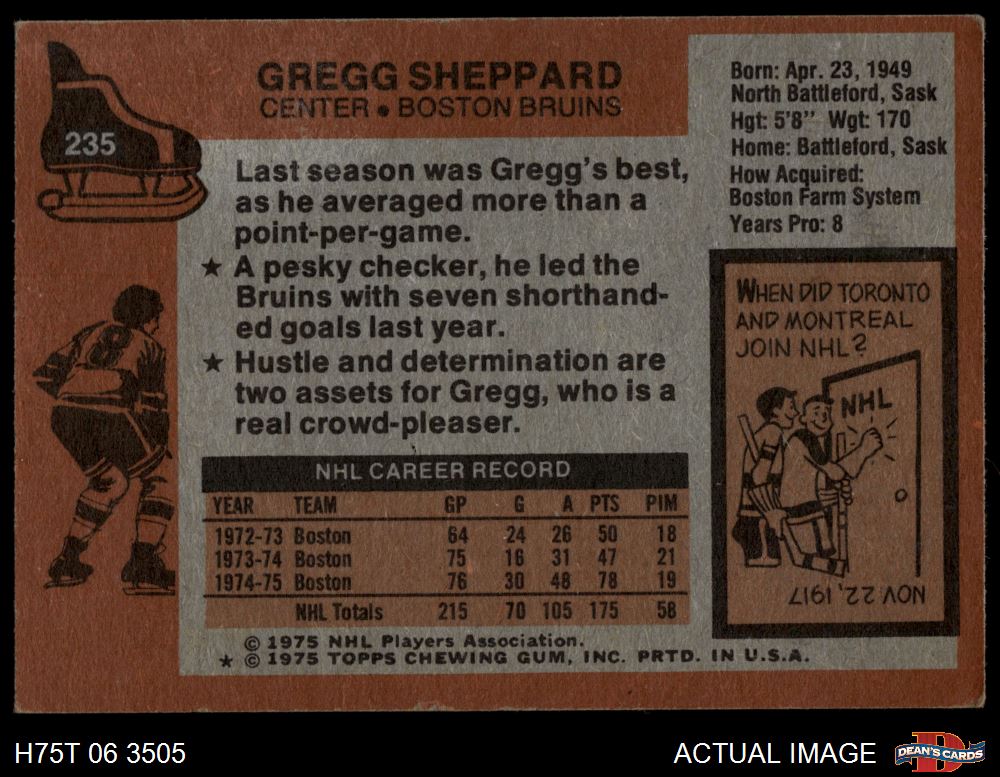 235
GREGG SHEPPARD
CENTER • BOSTON BRUINS
Born: Apr. 23, 1949
North Battleford, Sask
Hgt: 5'8" Wgt: 170
Home: Battleford, Sask
How Acquired:
Boston Farm System
Years Pro: 8
Last season was Gregg's best,
as he averaged more than a
point-per-game.
★ A pesky checker, he led the
Bruins with seven shorthand-
ed goals last year.
★ Hustle and determination are
two assets for Gregg, who is a
real crowd-pleaser.
8
WHEN DID TORONTO
AND MONTREAL
JOIN NHL?
NHL
NOV 22, 1917
NHL CAREER RECORD
YEAR TEAM GP G A PTS PIM
1972-73 Boston 64 24 26 50 18
1973-74 Boston 75 16 31 47 21
1974-75 Boston 76 30 48 78 19
NHL Totals 215 70 105 175 58
© 1975 NHL Players Association.
★ © 1975 TOPPS CHEWING GUM, INC. PRTD. IN U.S.A.
H75T 06 3505
ACTUAL IMAGE
D DEAN'S CARDS